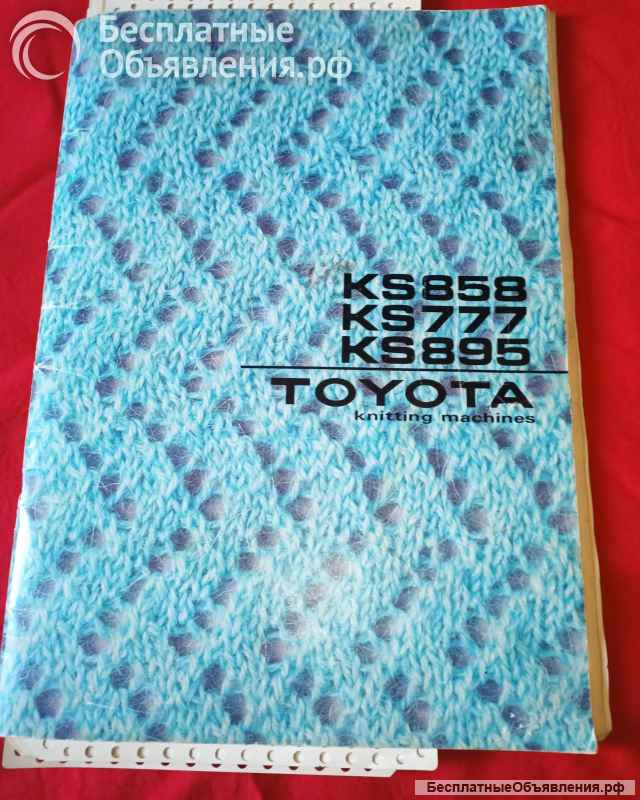 Бесплатные
Объявления.рф
KS858
KS777
KS895
TOYOTA
knitting machines
БесплатныеОбъявления.рф